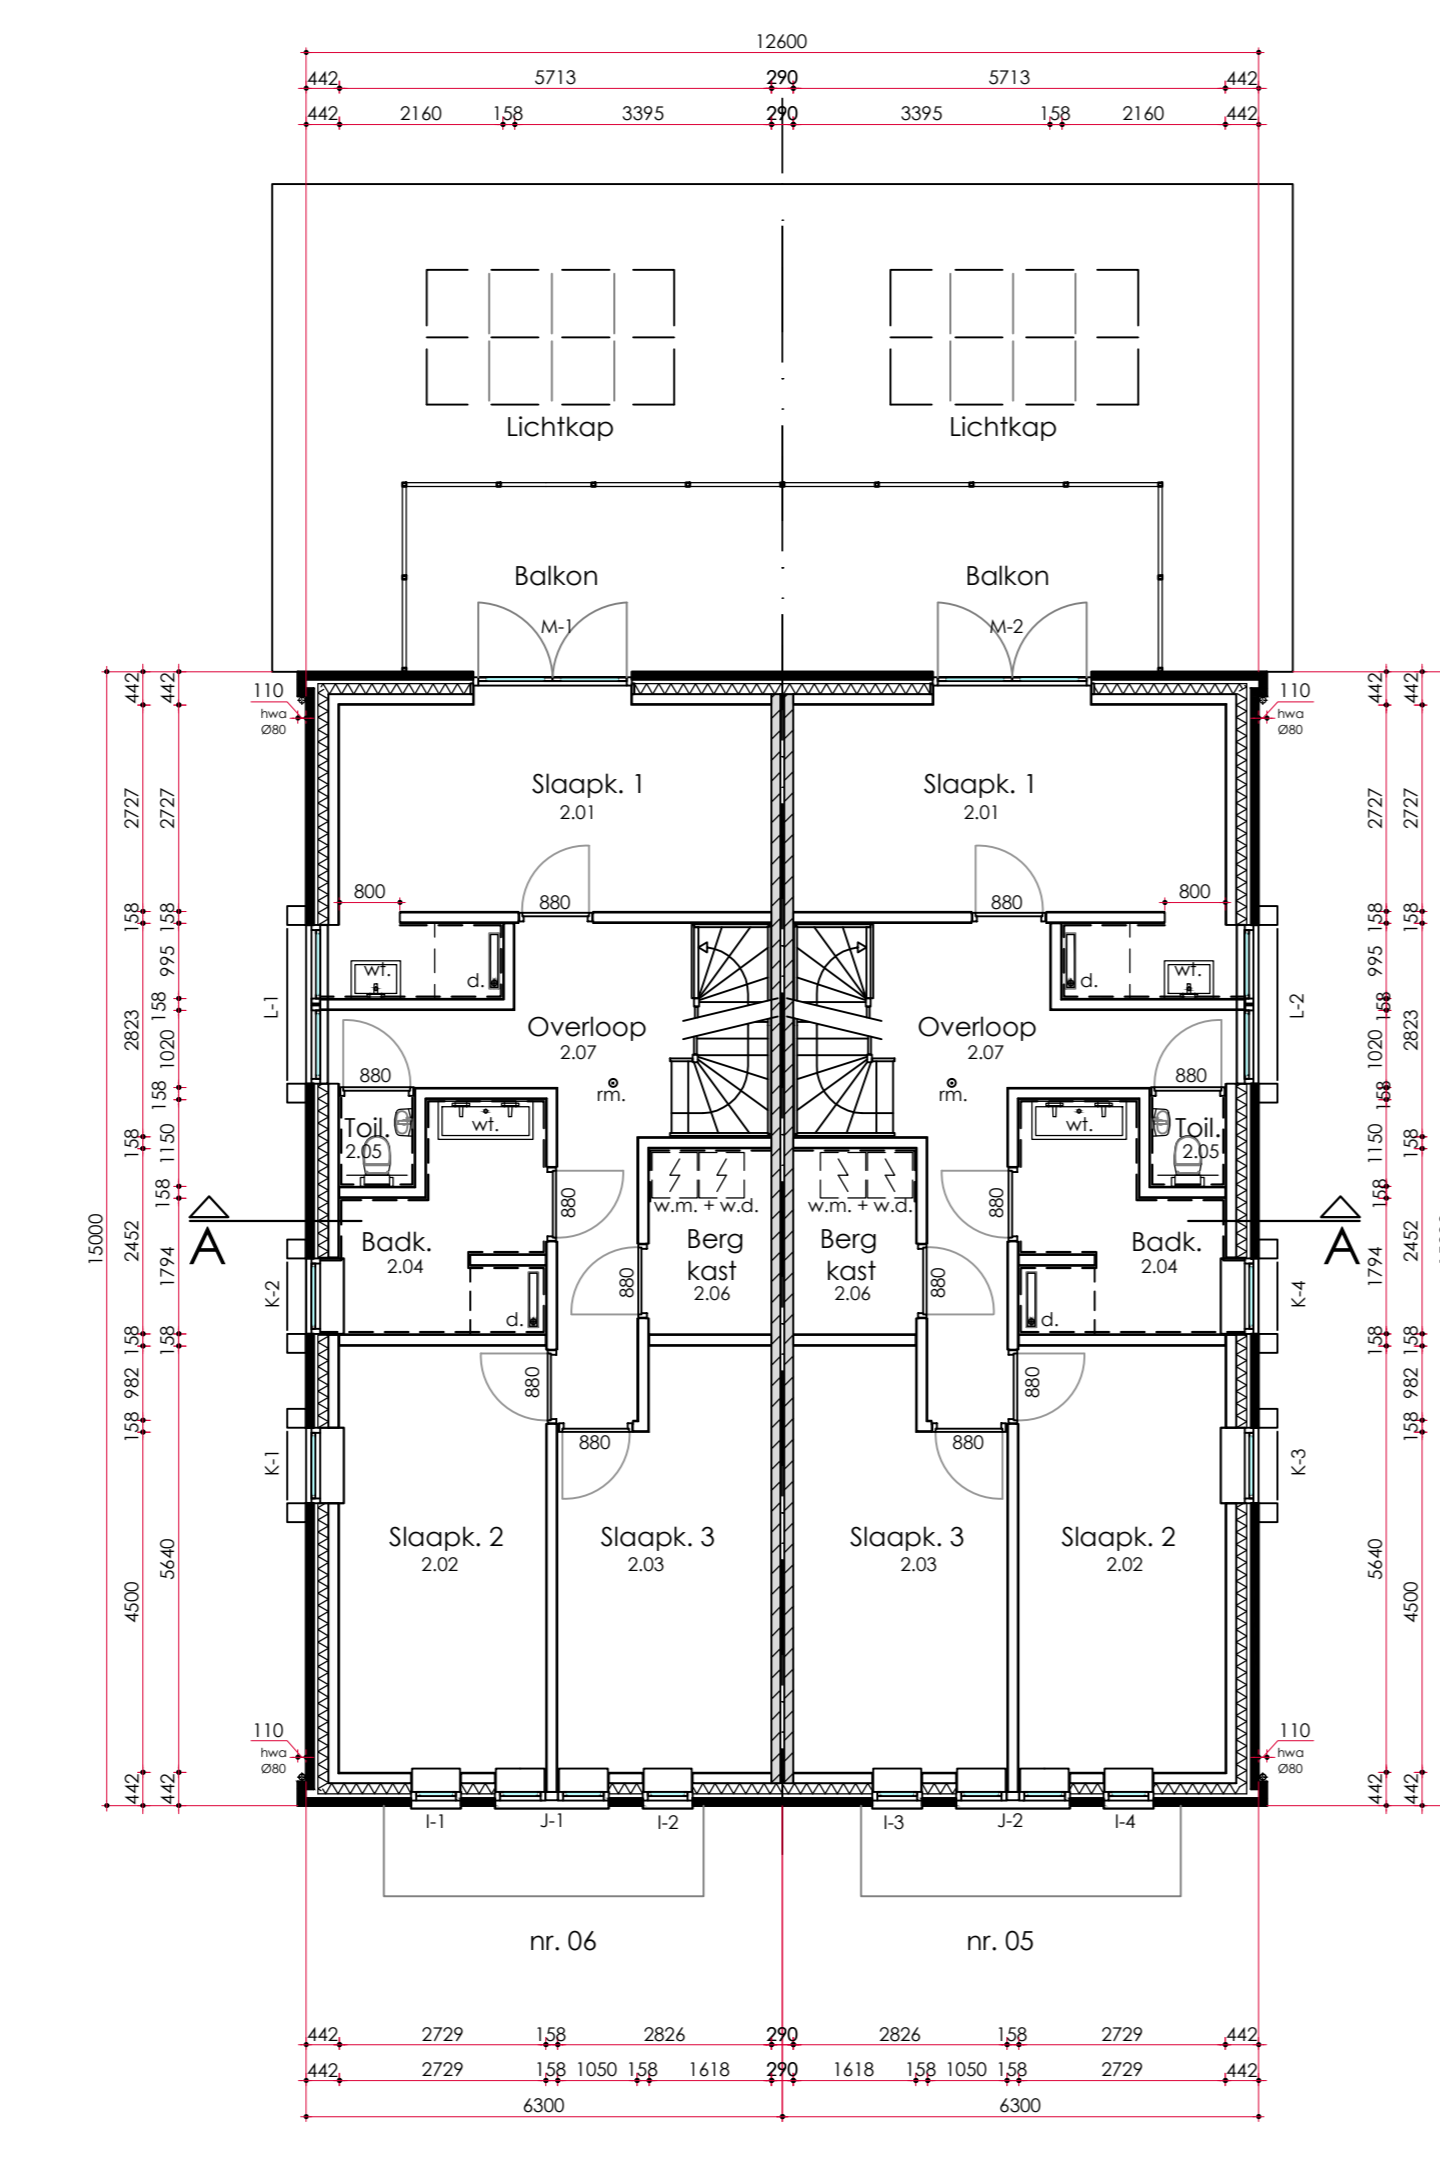 12600
442 5713 290 5713 442
442 2160 158 3395 290 3395 158 2160 442
Lichtkap Lichtkap
Balkon Balkon
M-1 M-2
442 442 442 442
110 110
hwa hwa
Ø80 Ø80
Slaapk. 1 Slaapk. 1
2.01 2.01
2727 2727 2727 2727
800 880 880 800
158 158 158 158
wt. d. d. wt.
995 995
L-1 L-2
158 158
Overloop Overloop
2.07 2.07
2823 1020 1020 2823
880 880
rm. rm.
158 158
Toil. wt. wt. Toil.
2.05 2.05
158 1150 1150 158
158 158
880 880
w.m. + w.d. w.m. + w.d.
15000
A A
2452 1794 1794 2452
Badk. Badk.
2.04 2.04
Berg Berg
kast kast
2.06 2.06
880 880
K-2 K-4
d. d.
158 158 158 158
982 982
880 880
158 158
880 880
K-1 K-3
Slaapk. 2 Slaapk. 3 Slaapk. 3 Slaapk. 2
2.02 2.03 2.03 2.02
4500 5640 5640 4500
110 110
hwa hwa
Ø80 Ø80
442 442 442 442
I-1 J-1 I-2 I-3 J-2 I-4
nr. 06 nr. 05
442 2729 158 2826 290 2826 158 2729 442
442 2729 158 1050 158 1618 290 1618 158 1050 158 2729 442
6300 6300